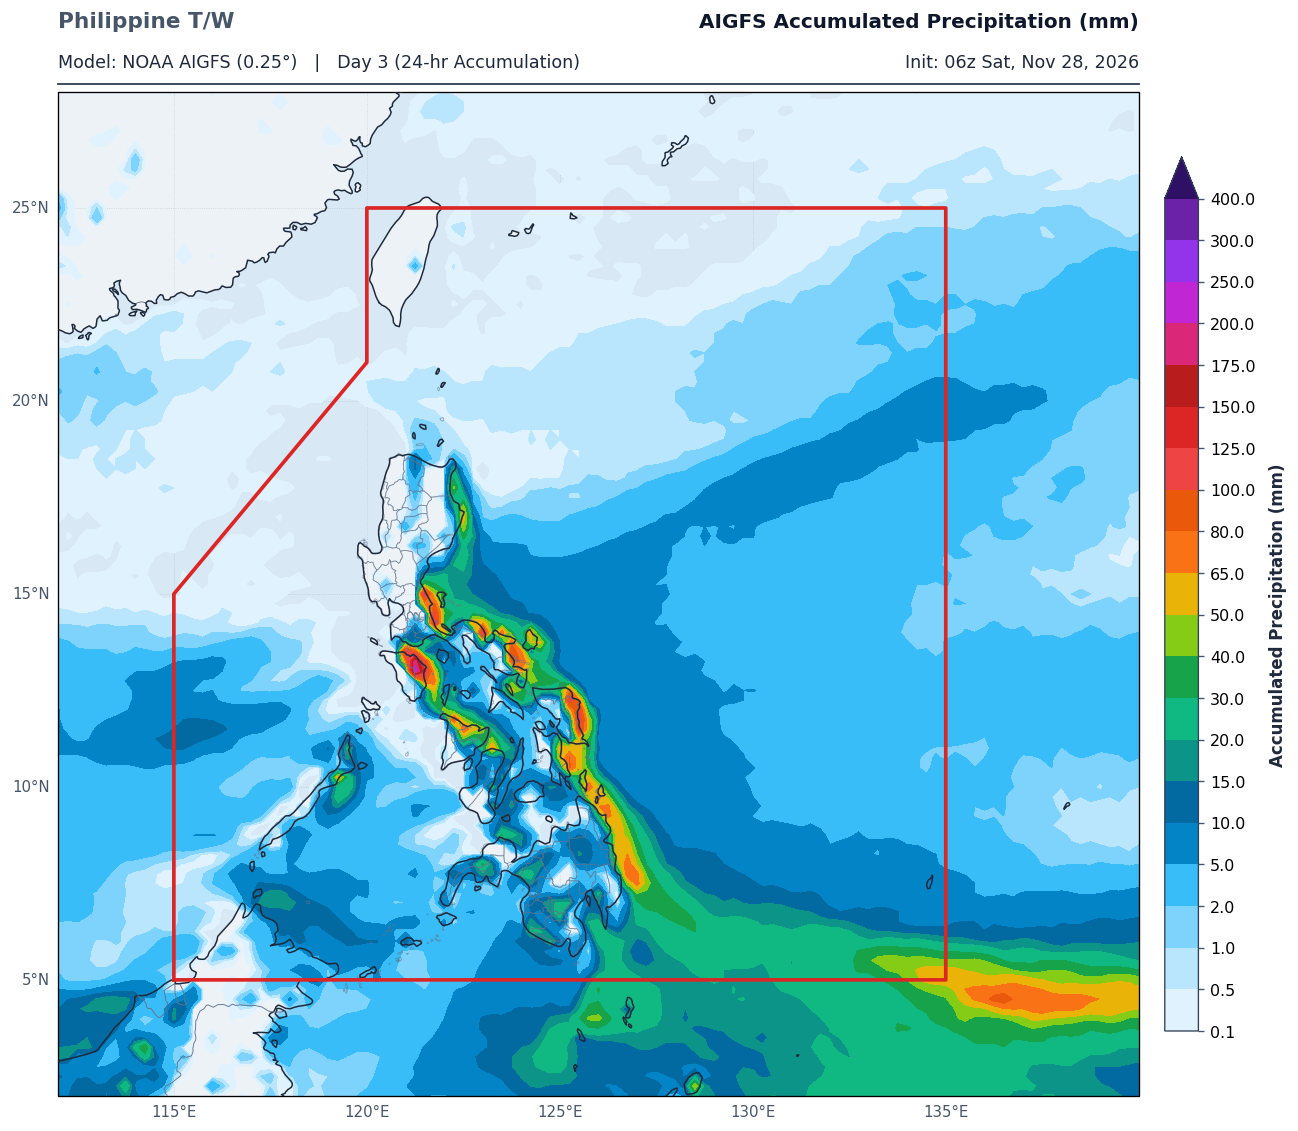 Philippine T/W
AIGFS Accumulated Precipitation (mm)
Model: NOAA AIGFS (0.25°)   |   Day 3 (24-hr Accumulation)
Init: 06z Sat, Nov 28, 2026
25°N
20°N
15°N
10°N
5°N
115°E
120°E
125°E
130°E
135°E
400.0
300.0
250.0
200.0
175.0
150.0
125.0
100.0
80.0
65.0
50.0
40.0
30.0
20.0
15.0
10.0
5.0
2.0
1.0
0.5
0.1
Accumulated Precipitation (mm)